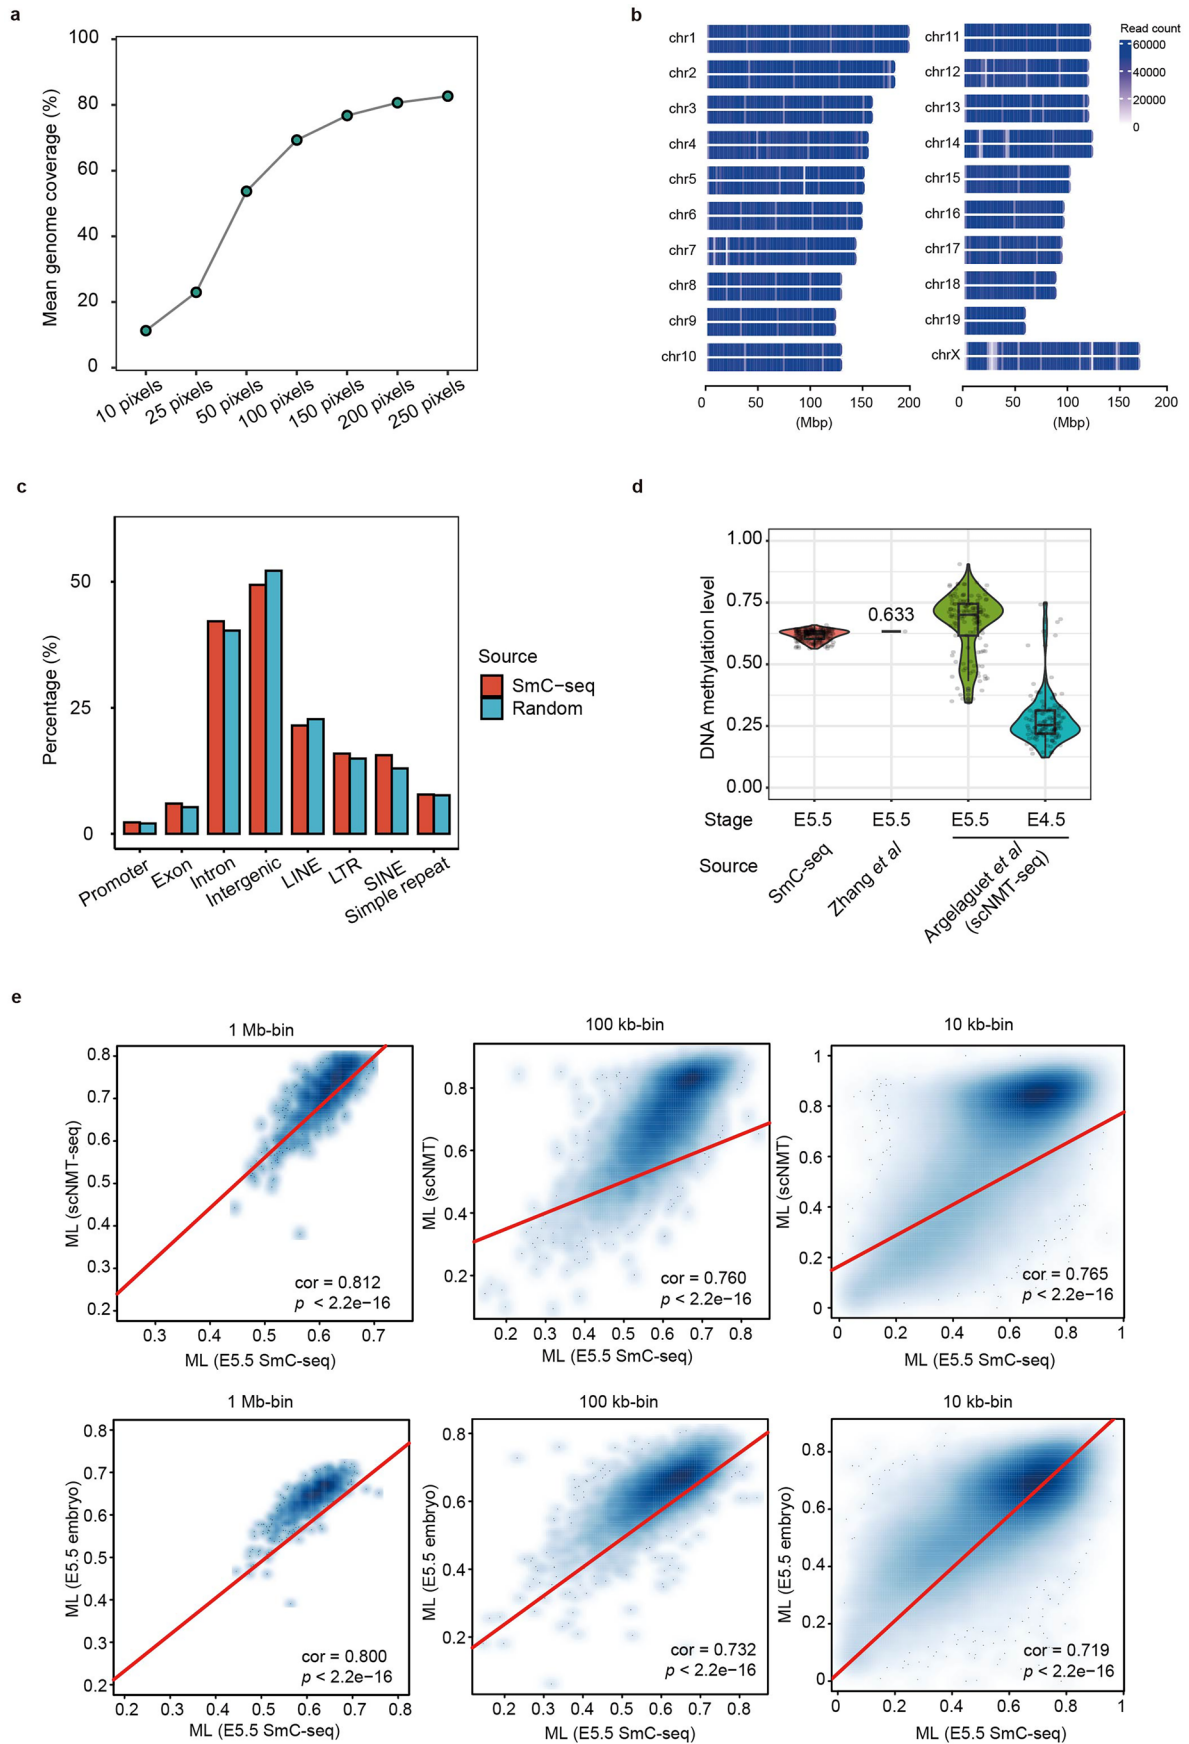 a
100
80
60
40
20
0
Mean genome coverage (%)
10 pixels
25 pixels
50 pixels
100 pixels
150 pixels
200 pixels
250 pixels
b
chr1
chr2
chr3
chr4
chr5
chr6
chr7
chr8
chr9
chr10
0 50 100 150 200
(Mbp)
chr11
chr12
chr13
chr14
chr15
chr16
chr17
chr18
chr19
chrX
0 50 100 150 200
(Mbp)
Read count
60000
40000
20000
0
c
50
25
0
Percentage (%)
Promoter
Exon
Intron
Intergenic
LINE
LTR
SINE
Simple repeat
Source
SmC−seq
Random
d
1.00
0.75
0.50
0.25
0.00
DNA methylation level
0.633
Stage E5.5 E5.5 E5.5 E4.5
Source
SmC-seq
Zhang et al
Argelaguet et al
(scNMT-seq)
e
1 Mb-bin
0.8
0.7
0.6
0.5
0.4
0.3
0.2
ML (scNMT-seq)
cor = 0.812
p < 2.2e−16
0.3 0.4 0.5 0.6 0.7
ML (E5.5 SmC-seq)
100 kb-bin
0.8
0.6
0.4
0.2
ML (scNMT)
cor = 0.760
p < 2.2e−16
0.2 0.3 0.4 0.5 0.6 0.7 0.8
ML (E5.5 SmC-seq)
10 kb-bin
1
0.8
0.6
0.4
0.2
0
ML (scNMT)
cor = 0.765
p < 2.2e−16
0 0.2 0.4 0.6 0.8 1
ML (E5.5 SmC-seq)
1 Mb-bin
0.8
0.7
0.6
0.5
0.4
0.3
0.2
ML (E5.5 embryo)
cor = 0.800
p < 2.2e−16
0.2 0.3 0.4 0.5 0.6 0.7 0.8
ML (E5.5 SmC-seq)
100 kb-bin
0.8
0.6
0.4
0.2
ML (E5.5 embryo)
cor = 0.732
p < 2.2e−16
0.2 0.3 0.4 0.5 0.6 0.7 0.8
ML (E5.5 SmC-seq)
10 kb-bin
0.8
0.6
0.4
0.2
0
ML (E5.5 embryo)
cor = 0.719
p < 2.2e−16
0 0.2 0.4 0.6 0.8 1
ML (E5.5 SmC-seq)